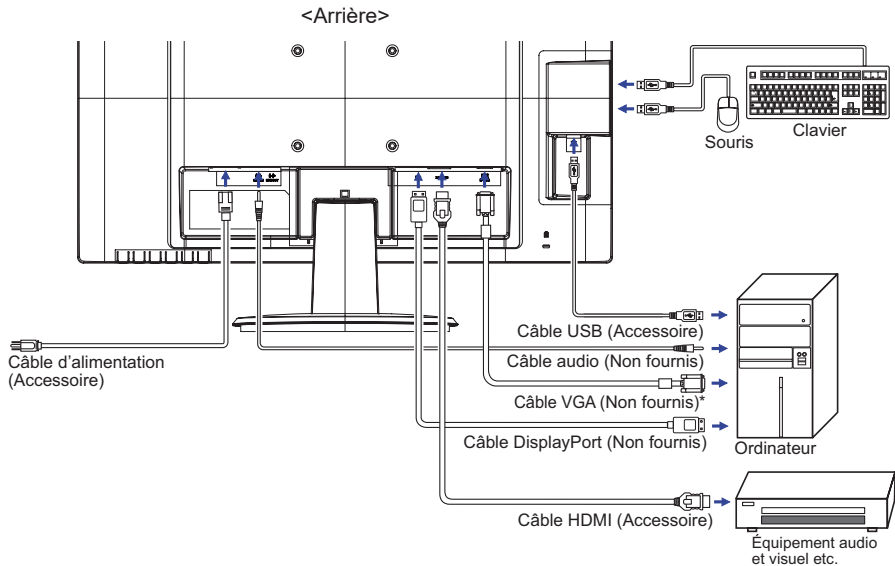 <Arrière>
Souris
Clavier
Câble USB (Accessoire)
Câble d’alimentation
(Accessoire)
Câble audio (Non fournis)
Câble VGA (Non fournis)*
Câble DisplayPort (Non fournis)
Ordinateur
Câble HDMI (Accessoire)
Équipement audio
et visuel etc.